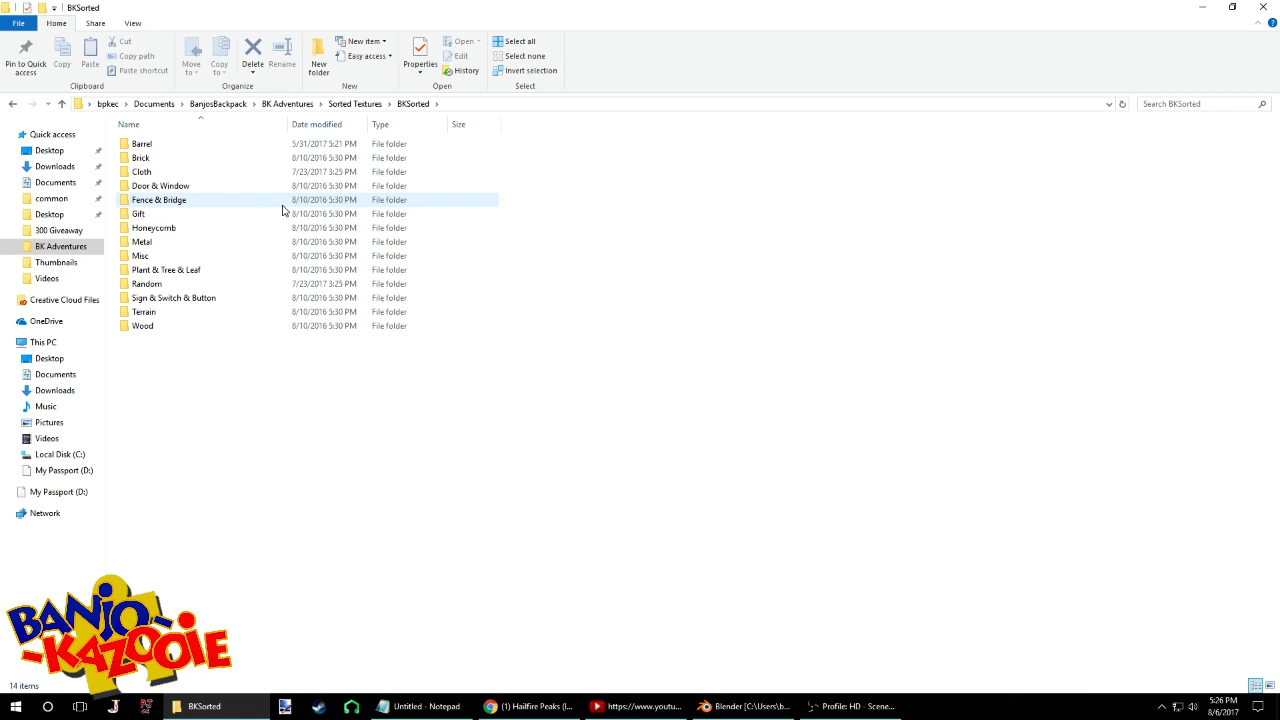 BKSorted
File Home Share View
Pin to Quick access
Copy
Paste
Cut
Copy path
Paste shortcut
Clipboard
Move to
Copy to
Delete
Rename
Organize
New folder
New item
Easy access
New
Properties
Open
Edit
History
Open
Select all
Select none
Invert selection
Select
bpkec > Documents > BanjosBackpack > BK Adventures > Sorted Textures > BKSorted >
Search BKSorted
Name Date modified Type Size
Barrel 5/31/2017 5:21 PM File folder
Brick 8/10/2016 5:30 PM File folder
Cloth 7/23/2017 3:25 PM File folder
Door & Window 8/10/2016 5:30 PM File folder
Fence & Bridge 8/10/2016 5:30 PM File folder
Gift 8/10/2016 5:30 PM File folder
Honeycomb 8/10/2016 5:30 PM File folder
Metal 8/10/2016 5:30 PM File folder
Misc 8/10/2016 5:30 PM File folder
Plant & Tree & Leaf 8/10/2016 5:30 PM File folder
Random 7/23/2017 3:25 PM File folder
Sign & Switch & Button 8/10/2016 5:30 PM File folder
Terrain 8/10/2016 5:30 PM File folder
Wood 8/10/2016 5:30 PM File folder
Quick access
Desktop
Downloads
Documents
common
Desktop
300 Giveaway
BK Adventures
Thumbnails
Videos
Creative Cloud Files
OneDrive
This PC
Desktop
Documents
Downloads
Music
Pictures
Videos
Local Disk (C:)
My Passport (D:)
My Passport (D:)
Network
BANJO-
-KAZOOIE
14 items
BKSorted
Untitled - Notepad
(1) Hailfire Peaks (I...
https://www.youtu...
Blender [C:\Users\b...
Profile: HD - Scene...
5:26 PM
8/6/2017